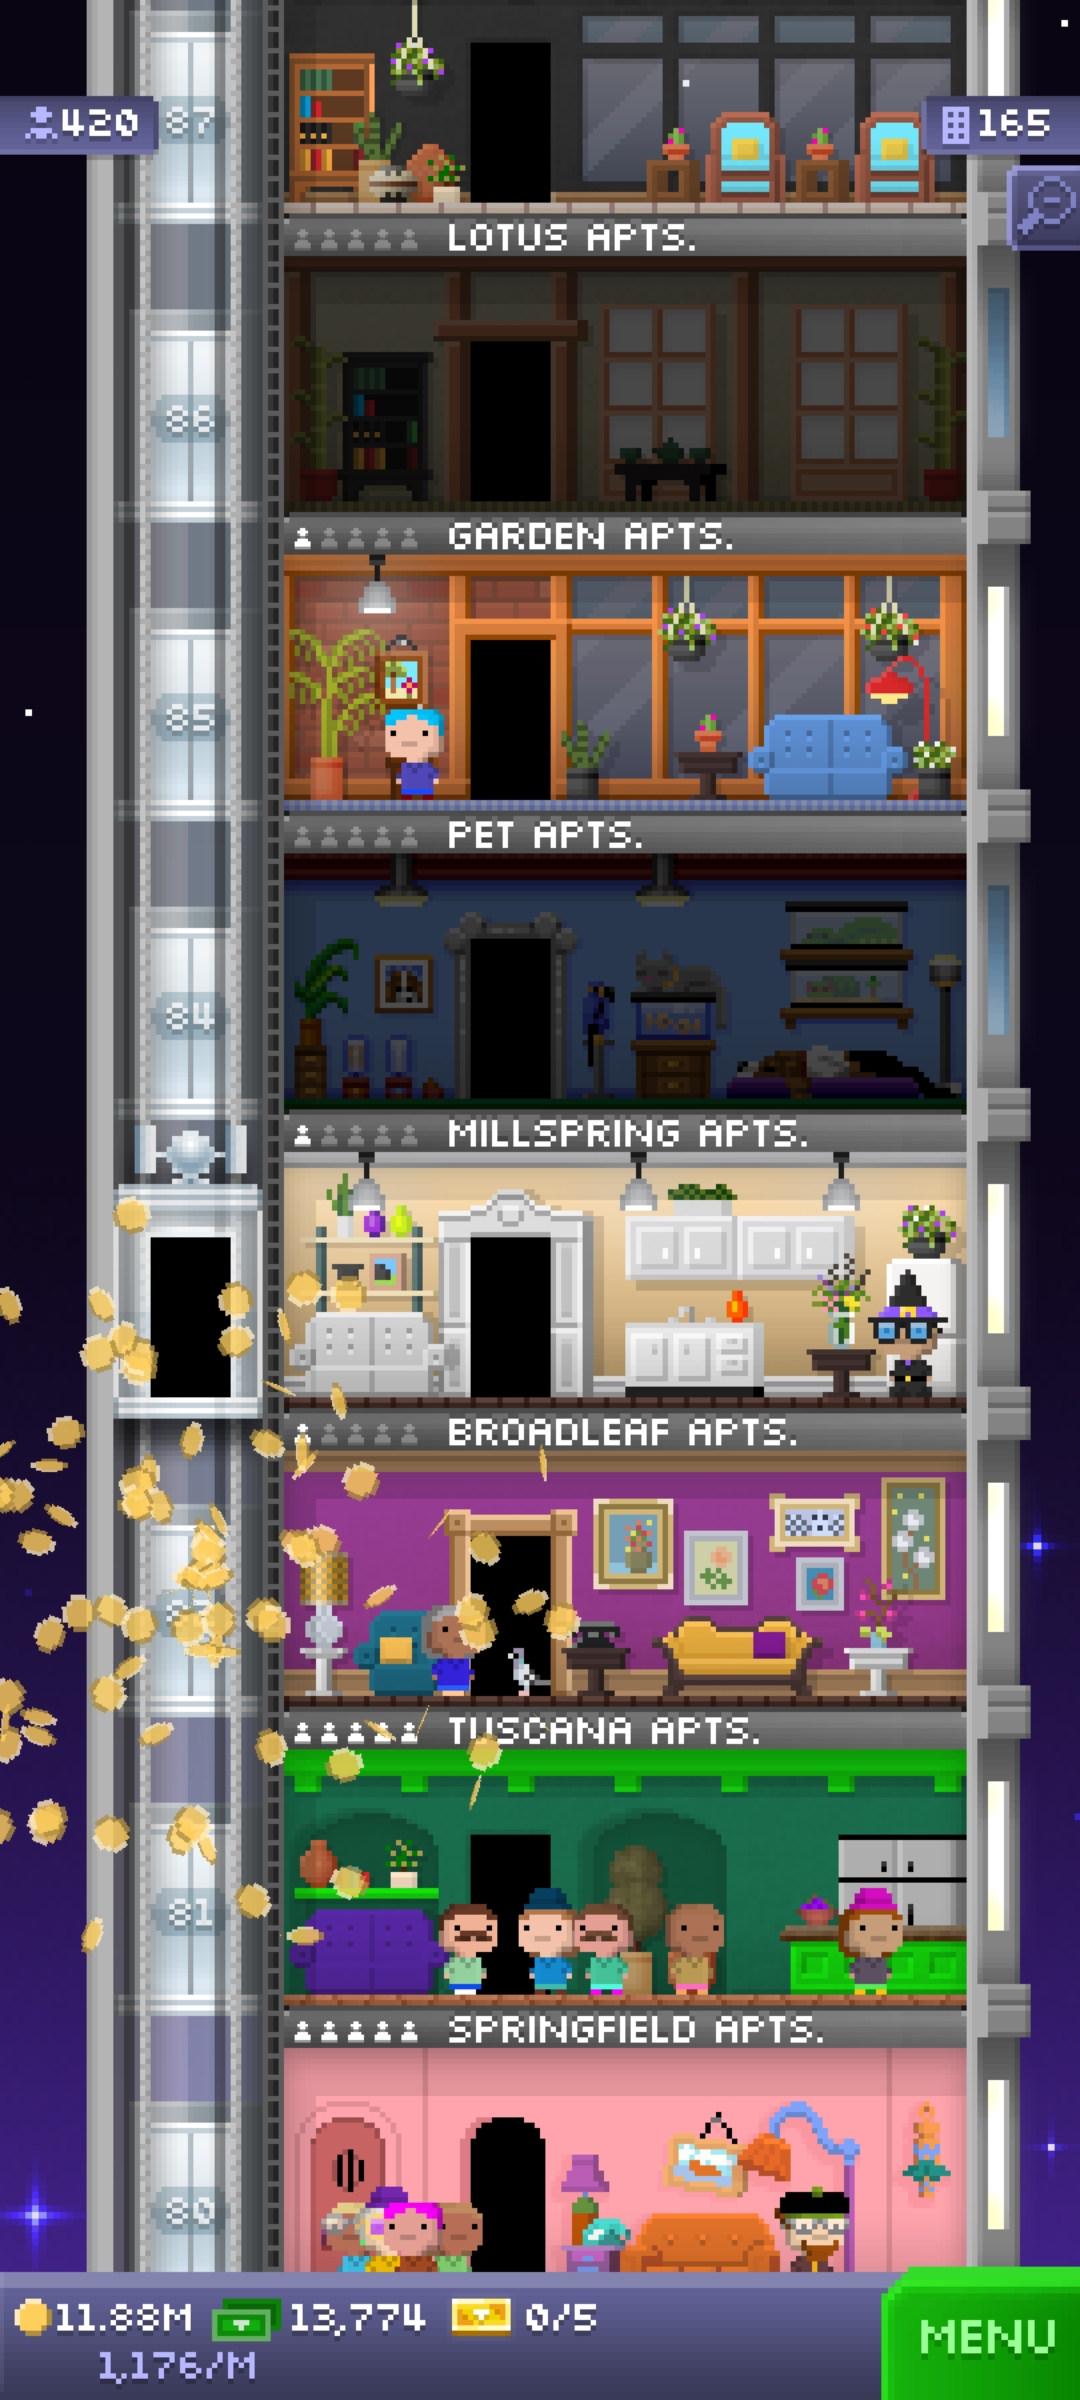 87
420
165
LOTUS APTS.
86
GARDEN APTS.
85
PET APTS.
84
MILLSPRING APTS.
BROADLEAF APTS.
TUSCANA APTS.
81
SPRINGFIELD APTS.
80
11.88M 13,774 0/5
1,176/M
MENU